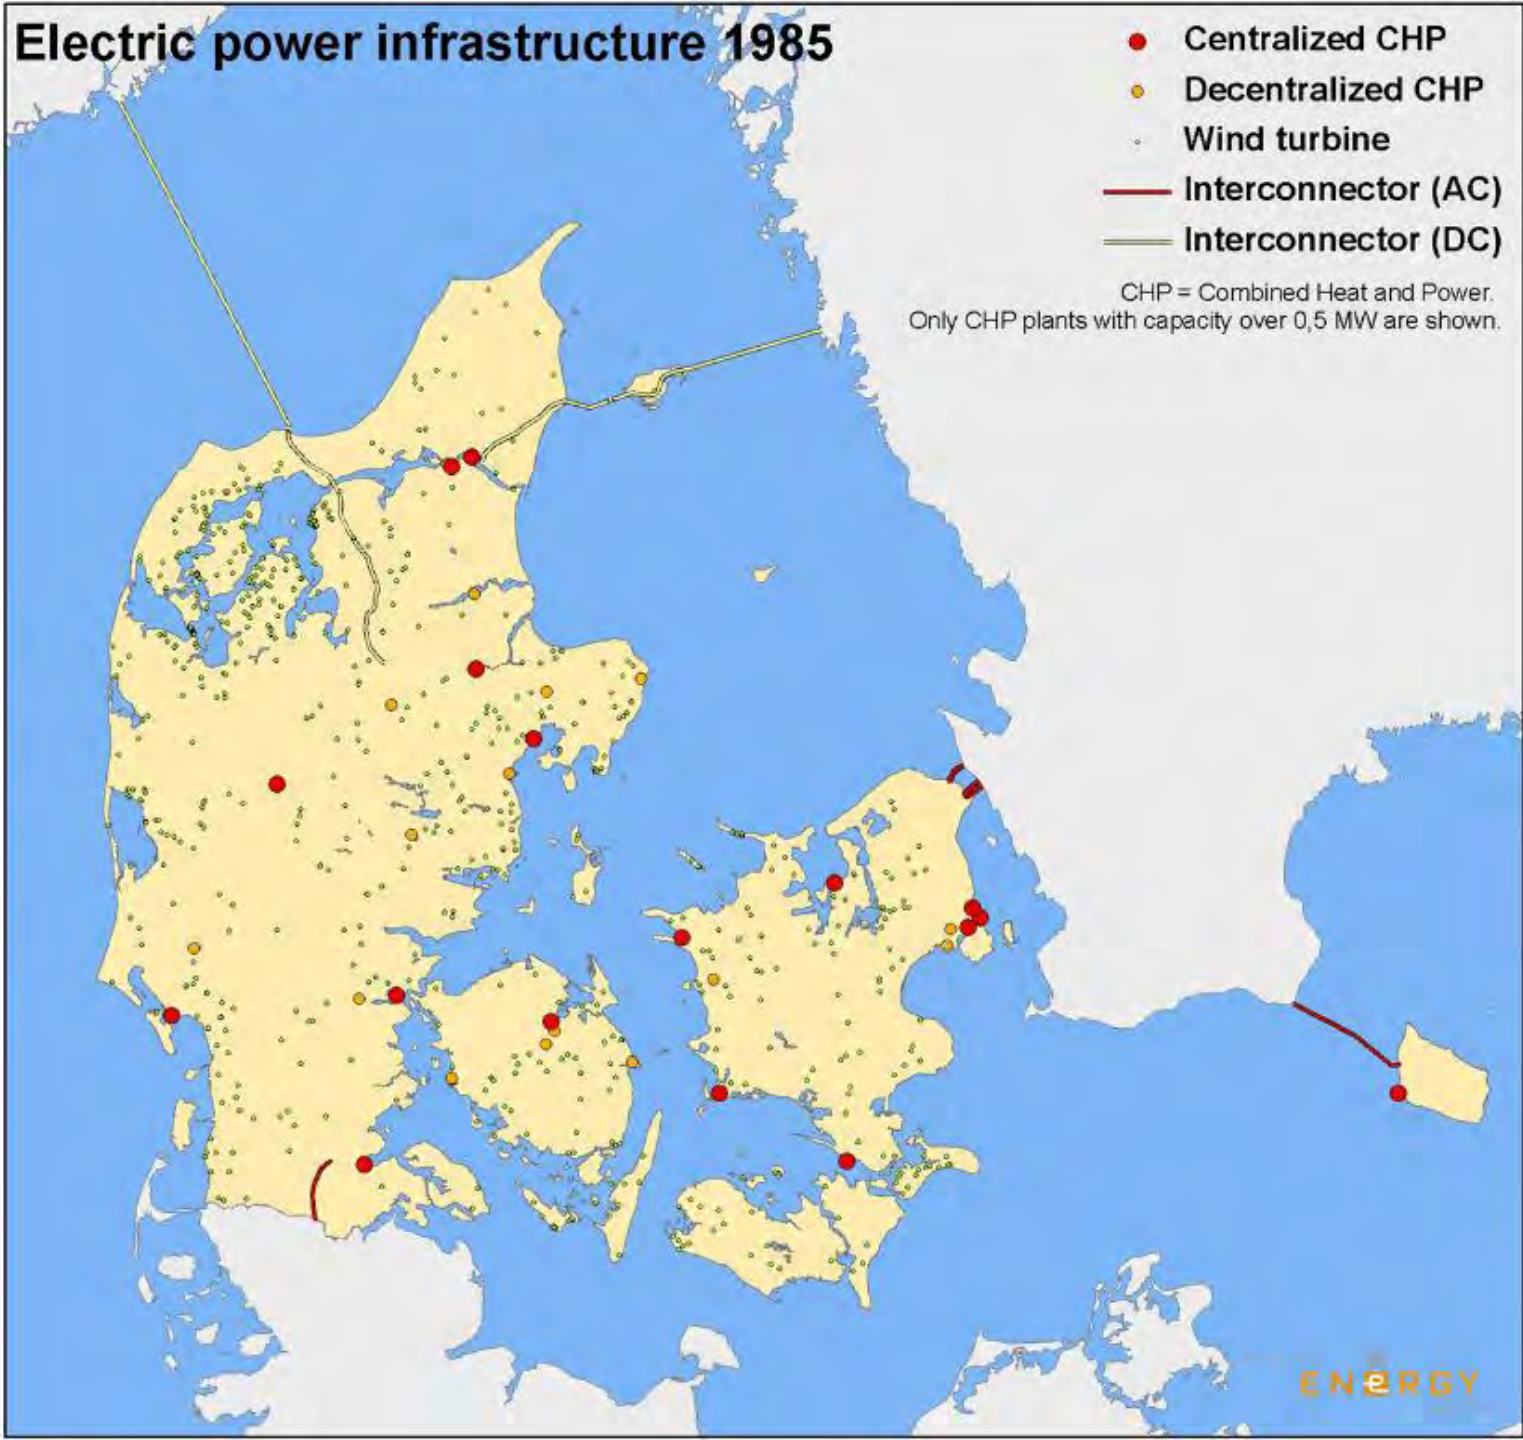 Electric power infrastructure 1985
Centralized CHP
Decentralized CHP
Wind turbine
Interconnector (AC)
Interconnector (DC)
CHP = Combined Heat and Power.
Only CHP plants with capacity over 0,5 MW are shown.
ENERGY